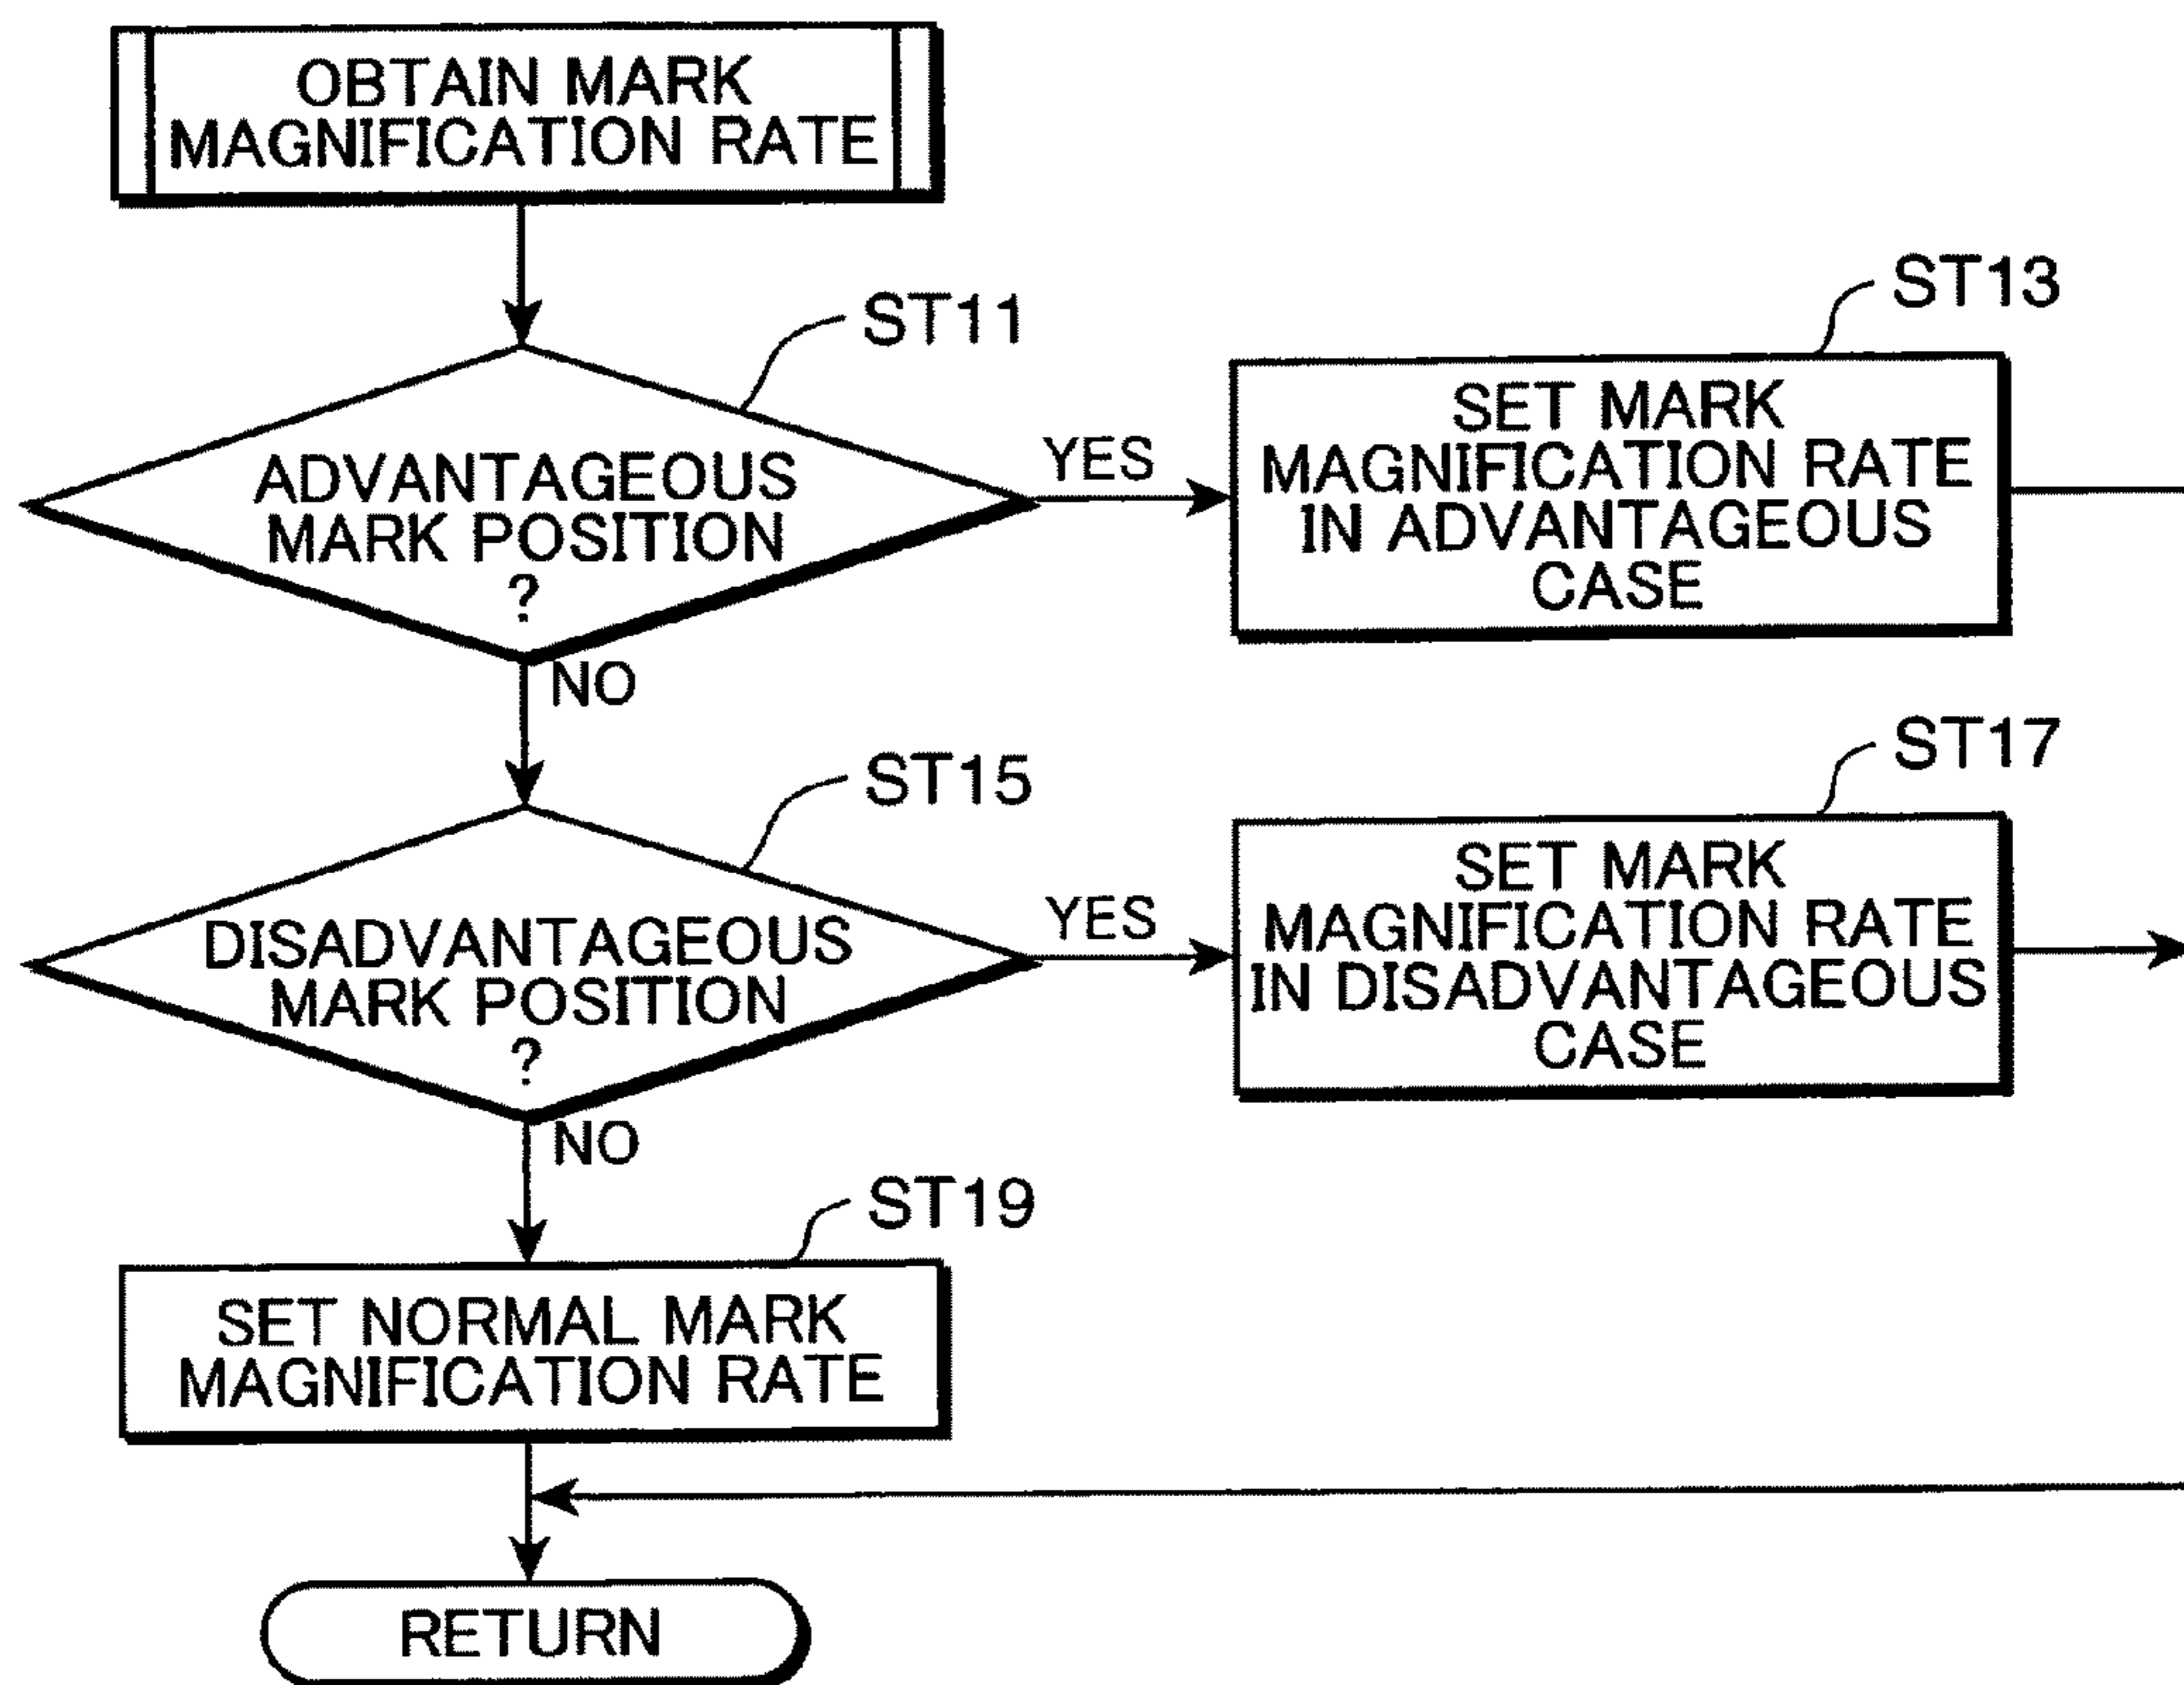 OBTAIN MARK
MAGNIFICATION RATE
ST11
ADVANTAGEOUS
MARK POSITION
?
YES
NO
ST13
SET MARK
MAGNIFICATION RATE
IN ADVANTAGEOUS
CASE
ST15
DISADVANTAGEOUS
MARK POSITION
?
YES
NO
ST17
SET MARK
MAGNIFICATION RATE
IN DISADVANTAGEOUS
CASE
ST19
SET NORMAL MARK
MAGNIFICATION RATE
RETURN